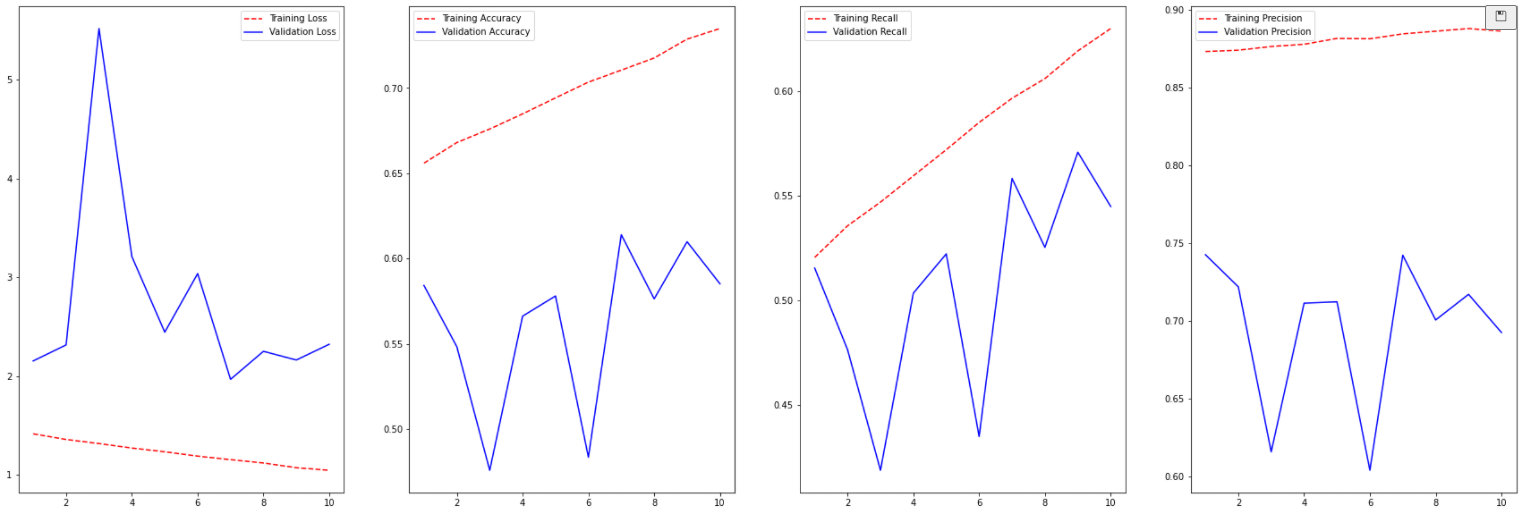 Training Loss
Validation Loss
5
4
3
2
1
2 4 6 8 10
Training Accuracy
Validation Accuracy
0.70
0.65
0.60
0.55
0.50
2 4 6 8 10
Training Recall
Validation Recall
0.60
0.55
0.50
0.45
2 4 6 8 10
Training Precision
Validation Precision
0.90
0.85
0.80
0.75
0.70
0.65
0.60
2 4 6 8 10